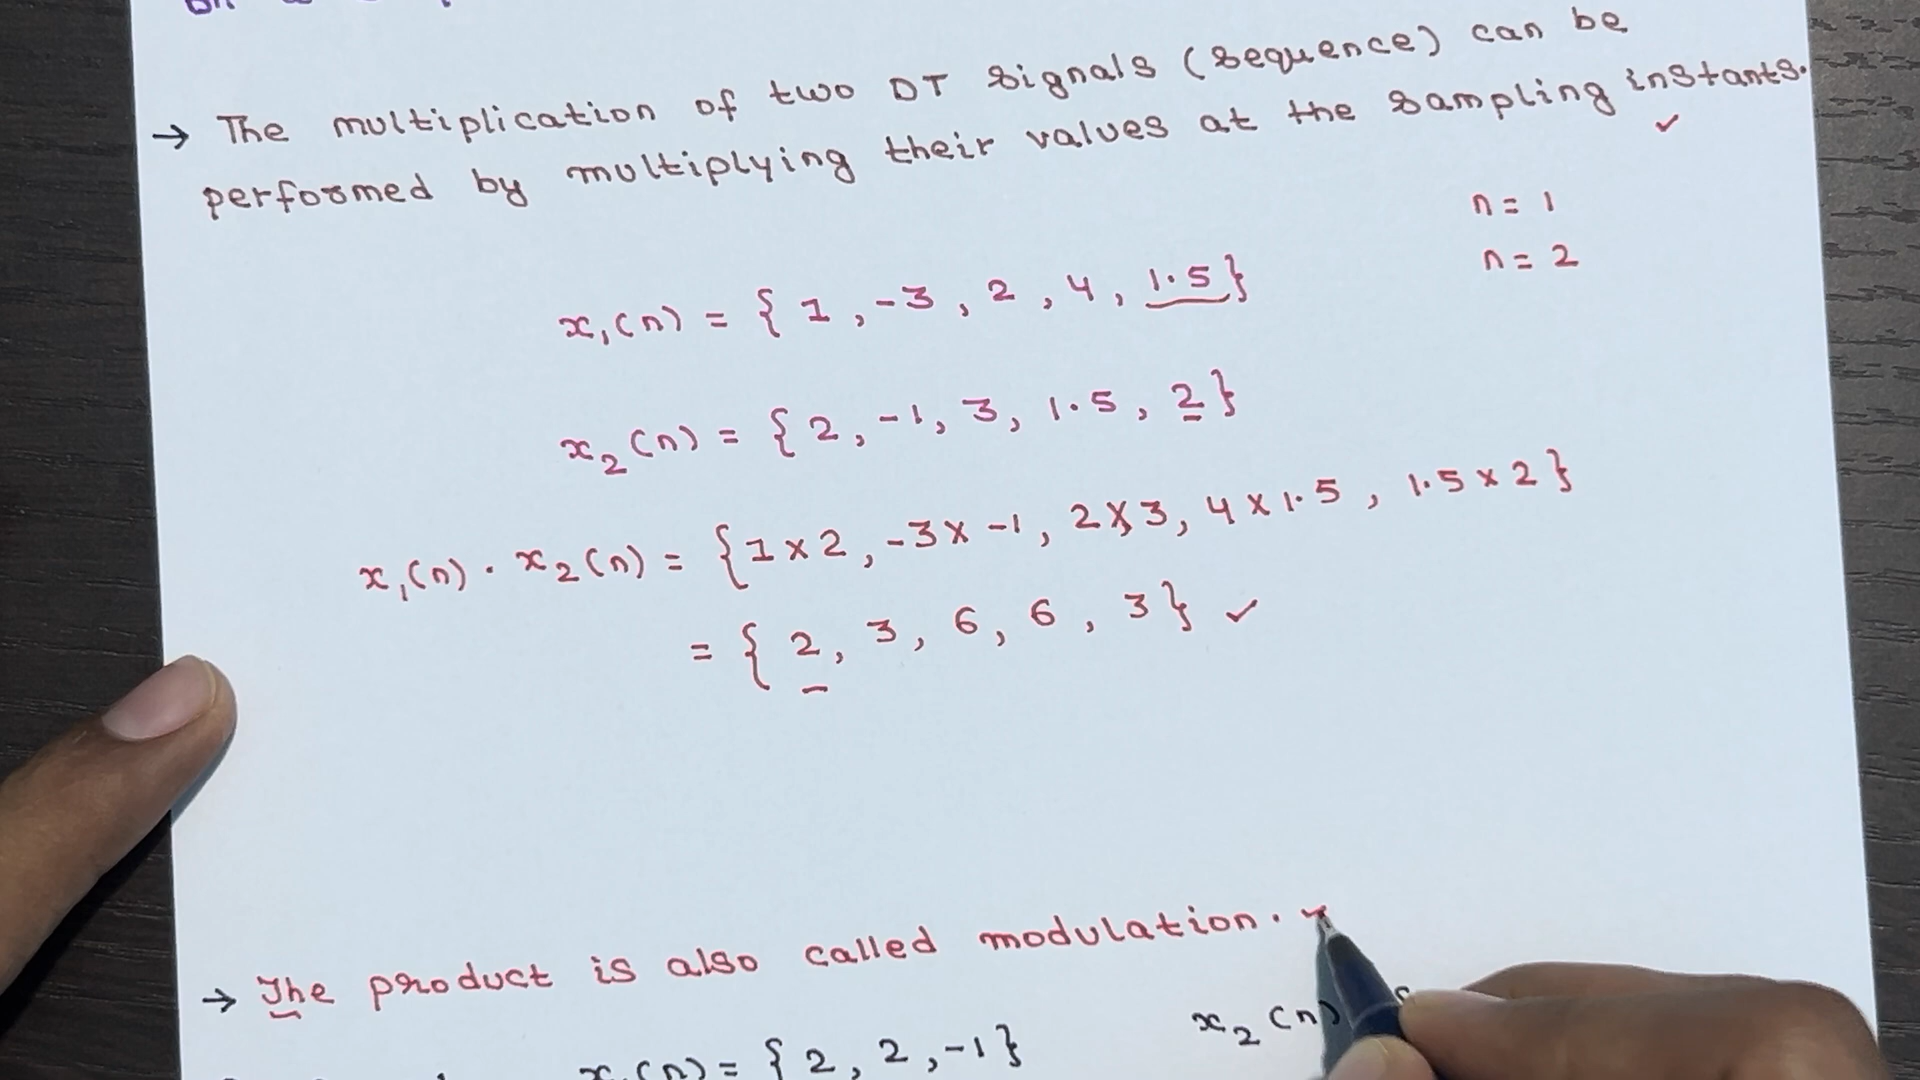 → The multiplication of two DT signals (sequence) can be
performed by multiplying their values at the sampling instants. ✓
n = 1
n = 2
x₁(n) = { 1 , -3 , 2 , 4 , 1.5 }
x₂(n) = { 2 , -1 , 3 , 1.5 , 2 }
x₁(n) . x₂(n) = { 1 x 2 , -3 x -1 , 2 x 3 , 4 x 1.5 , 1.5 x 2 }
= { 2 , 3 , 6 , 6 , 3 } ✓
→ The product is also called modulation.
x₂(n)
(n) = { 2 , 2 , -1 }